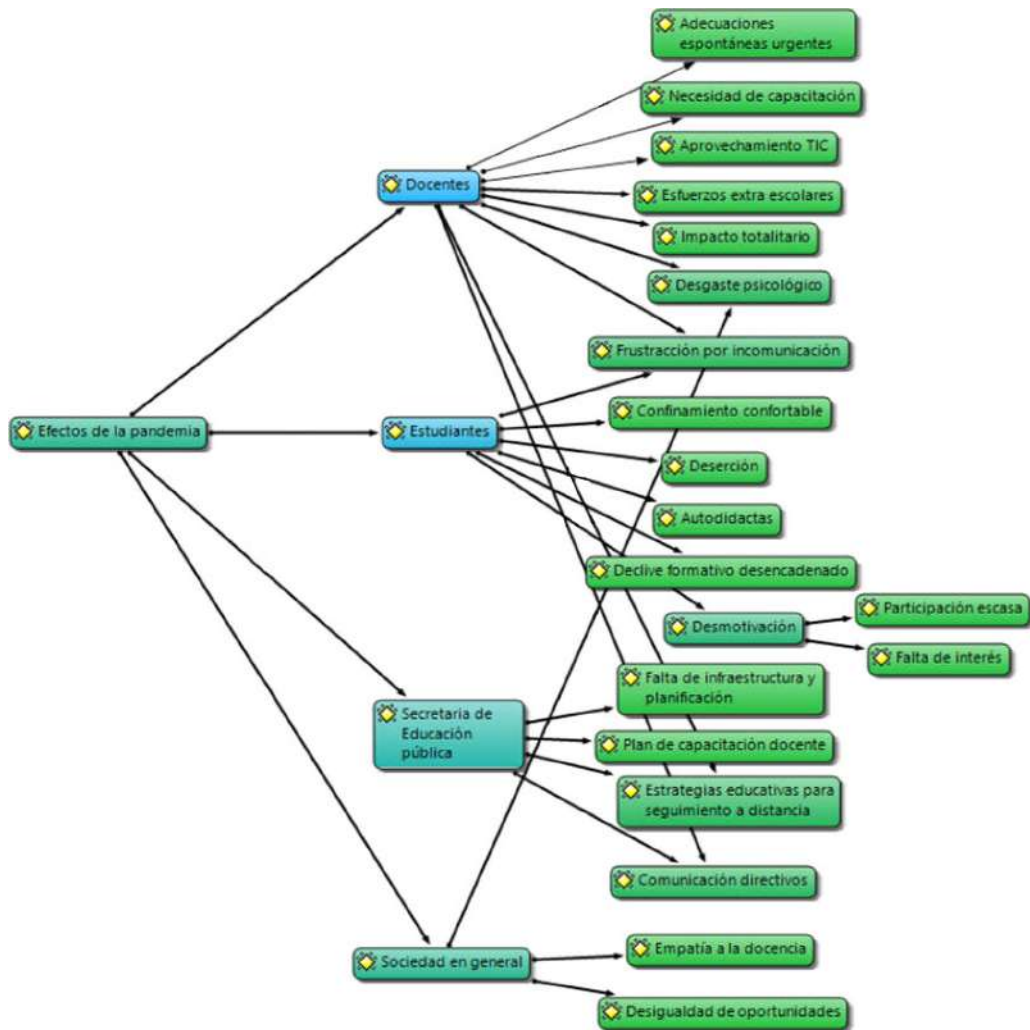 Adecuaciones
espontáneas urgentes
Necesidad de capacitación
Aprovechamiento TIC
Docentes
Esfuerzos extra escolares
Impacto totalitario
Desgaste psicológico
Frustracción por incomunicación
Confinamiento confortable
Efectos de la pandemia
Estudiantes
Deserción
Autodidactas
Declive formativo desencadenado
Participación escasa
Desmotivación
Falta de interés
Falta de infraestructura y
planificación
Secretaria de
Educación
pública
Plan de capacitación docente
Estrategias educativas para
seguimiento a distancia
Comunicación directivos
Empatía a la docencia
Sociedad en general
Desigualdad de oportunidades